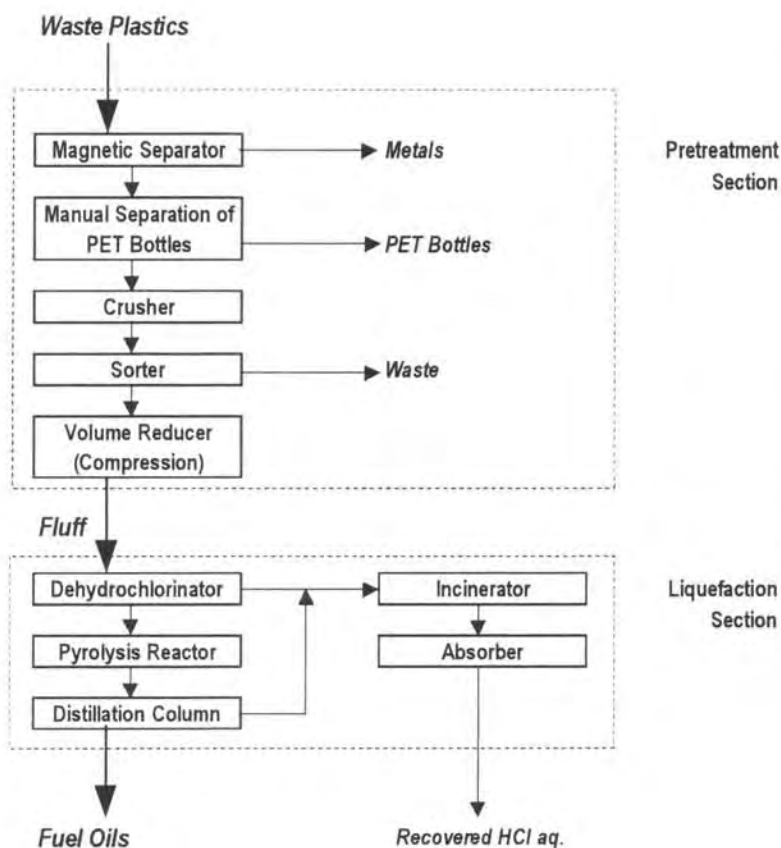 Waste Plastics
Magnetic Separator
Metals
Pretreatment
Section
Manual Separation of
PET Bottles
PET Bottles
Crusher
Sorter
Waste
Volume Reducer
(Compression)
Fluff
Dehydrochlorinator
Incinerator
Liquefaction
Section
Pyrolysis Reactor
Absorber
Distillation Column
Fuel Oils
Recovered HCl aq.